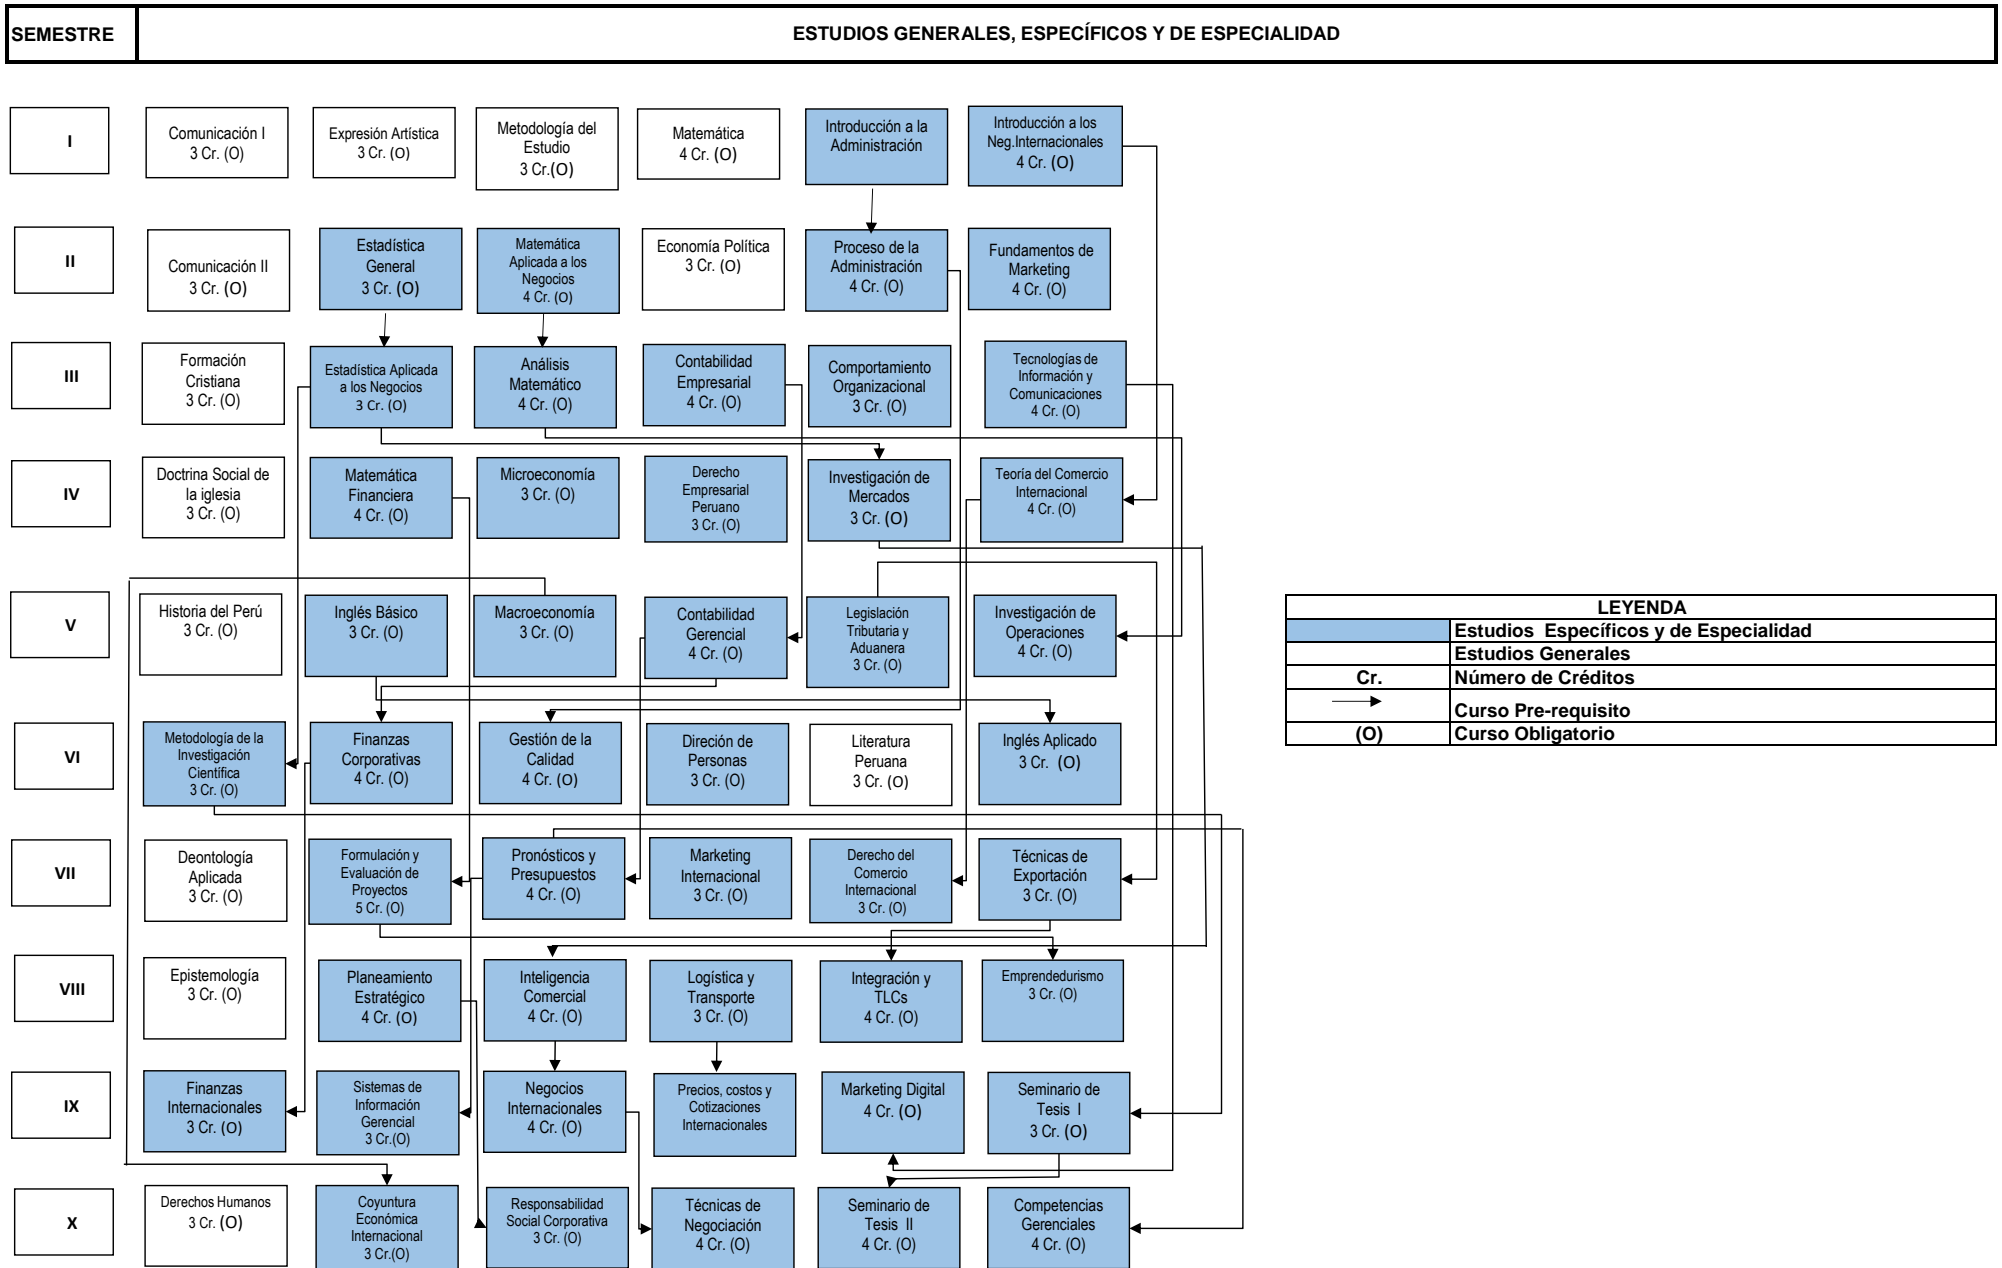 SEMESTRE
ESTUDIOS GENERALES, ESPECÍFICOS Y DE ESPECIALIDAD
I
Comunicación I
3 Cr. (O)
Expresión Artística
3 Cr. (O)
Metodología del
Estudio
3 Cr.(O)
Matemática
4 Cr. (O)
Introducción a la
Administración
Introducción a los
Neg.Internacionales
4 Cr. (O)
II
Comunicación II
3 Cr. (O)
Estadística
General
3 Cr. (O)
Matemática
Aplicada a los
Negocios
4 Cr. (O)
Economía Política
3 Cr. (O)
Proceso de la
Administración
4 Cr. (O)
Fundamentos de
Marketing
4 Cr. (O)
III
Formación
Cristiana
3 Cr. (O)
Estadística Aplicada
a los Negocios
3 Cr. (O)
Análisis
Matemático
4 Cr. (O)
Contabilidad
Empresarial
4 Cr. (O)
Comportamiento
Organizacional
3 Cr. (O)
Tecnologías de
Información y
Comunicaciones
4 Cr. (O)
IV
Doctrina Social de
la iglesia
3 Cr. (O)
Matemática
Financiera
4 Cr. (O)
Microeconomía
3 Cr. (O)
Derecho
Empresarial
Peruano
3 Cr. (O)
Investigación de
Mercados
3 Cr. (O)
Teoría del Comercio
Internacional
4 Cr. (O)
V
Historia del Perú
3 Cr. (O)
Inglés Básico
3 Cr. (O)
Macroeconomía
3 Cr. (O)
Contabilidad
Gerencial
4 Cr. (O)
Legislación
Tributaria y
Aduanera
3 Cr. (O)
Investigación de
Operaciones
4 Cr. (O)
LEYENDA
Estudios Específicos y de Especialidad
Estudios Generales
Cr. Número de Créditos
Curso Pre-requisito
(O) Curso Obligatorio
VI
Metodología de la
Investigación
Científica
3 Cr. (O)
Finanzas
Corporativas
4 Cr. (O)
Gestión de la
Calidad
4 Cr. (O)
Direción de
Personas
3 Cr. (O)
Literatura
Peruana
3 Cr. (O)
Inglés Aplicado
3 Cr. (O)
VII
Deontología
Aplicada
3 Cr. (O)
Formulación y
Evaluación de
Proyectos
5 Cr. (O)
Pronósticos y
Presupuestos
4 Cr. (O)
Marketing
Internacional
3 Cr. (O)
Derecho del
Comercio
Internacional
3 Cr. (O)
Técnicas de
Exportación
3 Cr. (O)
VIII
Epistemología
3 Cr. (O)
Planeamiento
Estratégico
4 Cr. (O)
Inteligencia
Comercial
4 Cr. (O)
Logística y
Transporte
3 Cr. (O)
Integración y
TLCs
4 Cr. (O)
Emprendedurismo
3 Cr. (O)
IX
Finanzas
Internacionales
3 Cr. (O)
Sistemas de
Información
Gerencial
3 Cr.(O)
Negocios
Internacionales
4 Cr. (O)
Precios, costos y
Cotizaciones
Internacionales
Marketing Digital
4 Cr. (O)
Seminario de
Tesis I
3 Cr. (O)
X
Derechos Humanos
3 Cr. (O)
Coyuntura
Económica
Internacional
3 Cr.(O)
Responsabilidad
Social Corporativa
3 Cr. (O)
Técnicas de
Negociación
4 Cr. (O)
Seminario de
Tesis II
4 Cr. (O)
Competencias
Gerenciales
4 Cr. (O)